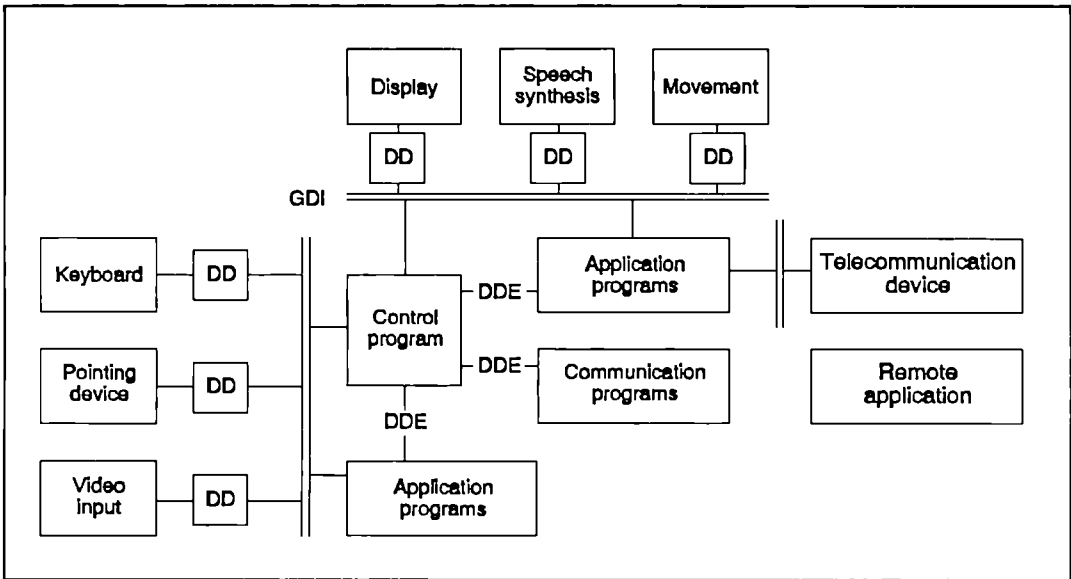 Display
Speech
synthesis
Movement
DD
DD
DD
GDI
Keyboard
DD
Application
programs
Telecommunication
device
DDE
Control
program
Pointing
device
DD
DDE
Communication
programs
Remote
application
DDE
Video
input
DD
Application
programs